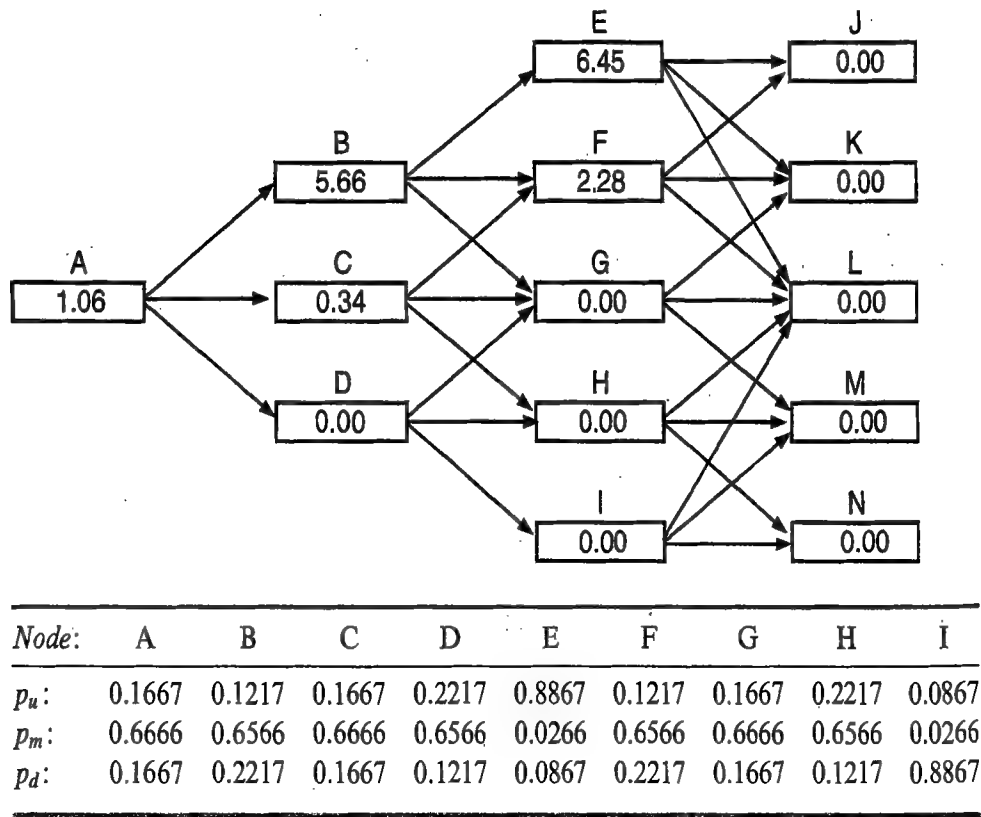 E J
6.45 0.00
B F K
5.66 2.28 0.00
A C G L
1.06 0.34 0.00 0.00
D H M
0.00 0.00 0.00
I N
0.00 0.00
Node: A B C D E F G H I
pᵤ: 0.1667 0.1217 0.1667 0.2217 0.8867 0.1217 0.1667 0.2217 0.0867
pₘ: 0.6666 0.6566 0.6666 0.6566 0.0266 0.6566 0.6666 0.6566 0.0266
p_d: 0.1667 0.2217 0.1667 0.1217 0.0867 0.2217 0.1667 0.1217 0.8867